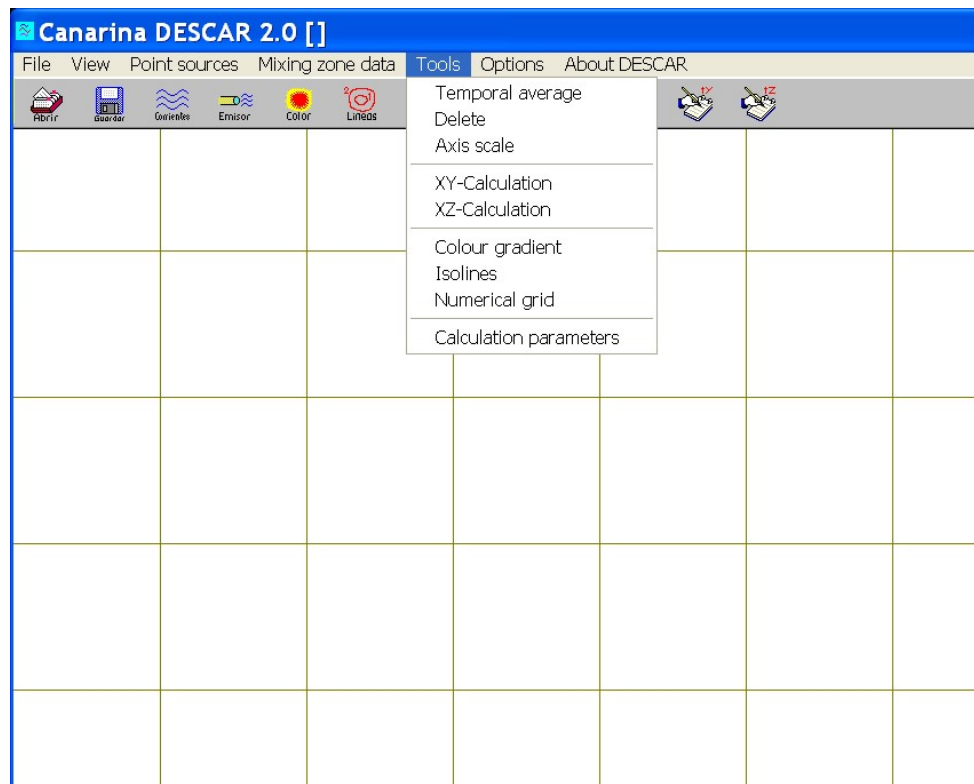 Canarina DESCAR 2.0 []
File View Point sources Mixing zone data Tools Options About DESCAR
Abrir Guardar Corrientes Emisor Color Lineas
Temporal average
Delete
Axis scale
XY-Calculation
XZ-Calculation
Colour gradient
Isolines
Numerical grid
Calculation parameters